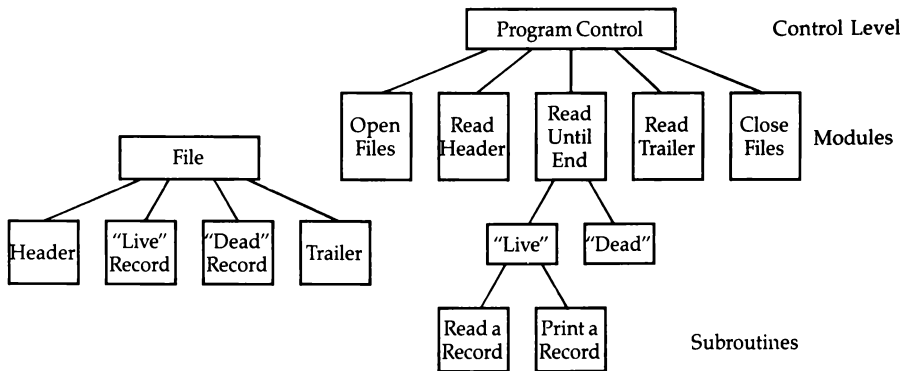 Program Control
Control Level
Open
Files
Read
Header
Read
Until
End
Read
Trailer
Close
Files
Modules
File
Header
“Live”
Record
“Dead”
Record
Trailer
“Live”
“Dead”
Read a
Record
Print a
Record
Subroutines